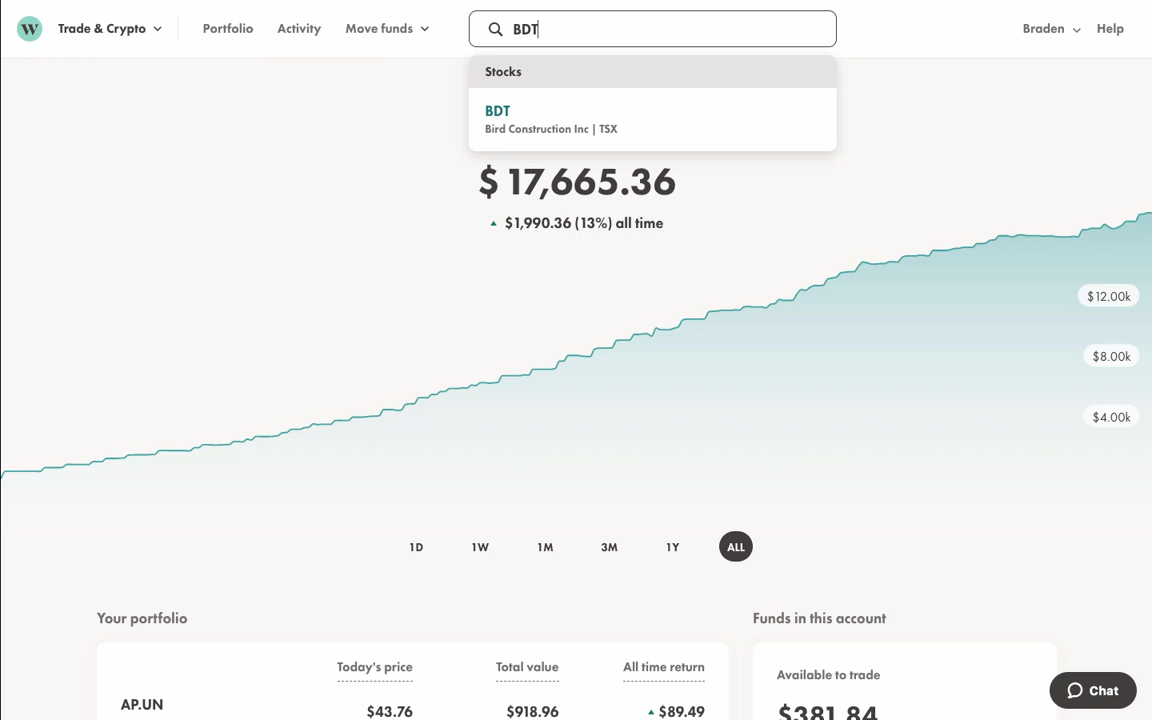 W Trade & Crypto Portfolio Activity Move funds BDT Braden Help
Stocks
BDT
Bird Construction Inc | TSX
$ 17,665.36
$1,990.36 (13%) all time
$12.00k
$8.00k
$4.00k
1D 1W 1M 3M 1Y ALL
Your portfolio
Today's price Total value All time return
AP.UN $43.76 $918.96 $89.49
Funds in this account
Available to trade
$381.84
Chat